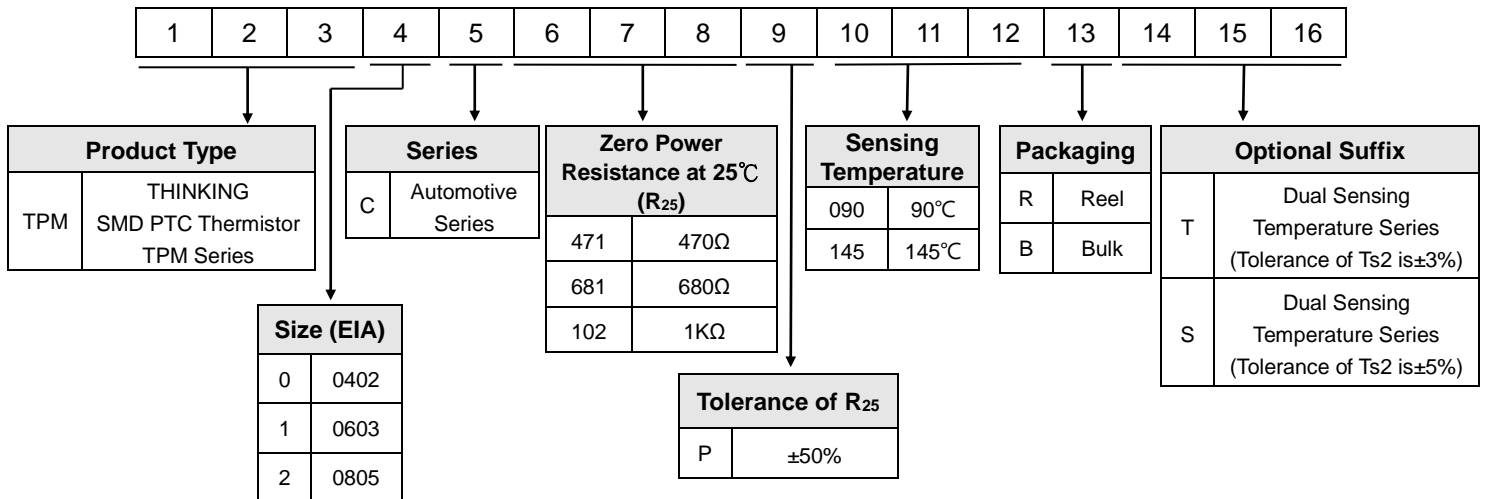 1 2 3 4 5 6 7 8 9 10 11 12 13 14 15 16
Product Type
TPM
THINKING
SMD PTC Thermistor
TPM Series
Size (EIA)
0 0402
1 0603
2 0805
Series
C
Automotive
Series
Zero Power
Resistance at 25℃
(R25)
471 470Ω
681 680Ω
102 1KΩ
Tolerance of R25
P ±50%
Sensing
Temperature
090 90℃
145 145℃
Packaging
R Reel
B Bulk
Optional Suffix
T
Dual Sensing
Temperature Series
(Tolerance of Ts2 is±3%)
S
Dual Sensing
Temperature Series
(Tolerance of Ts2 is±5%)